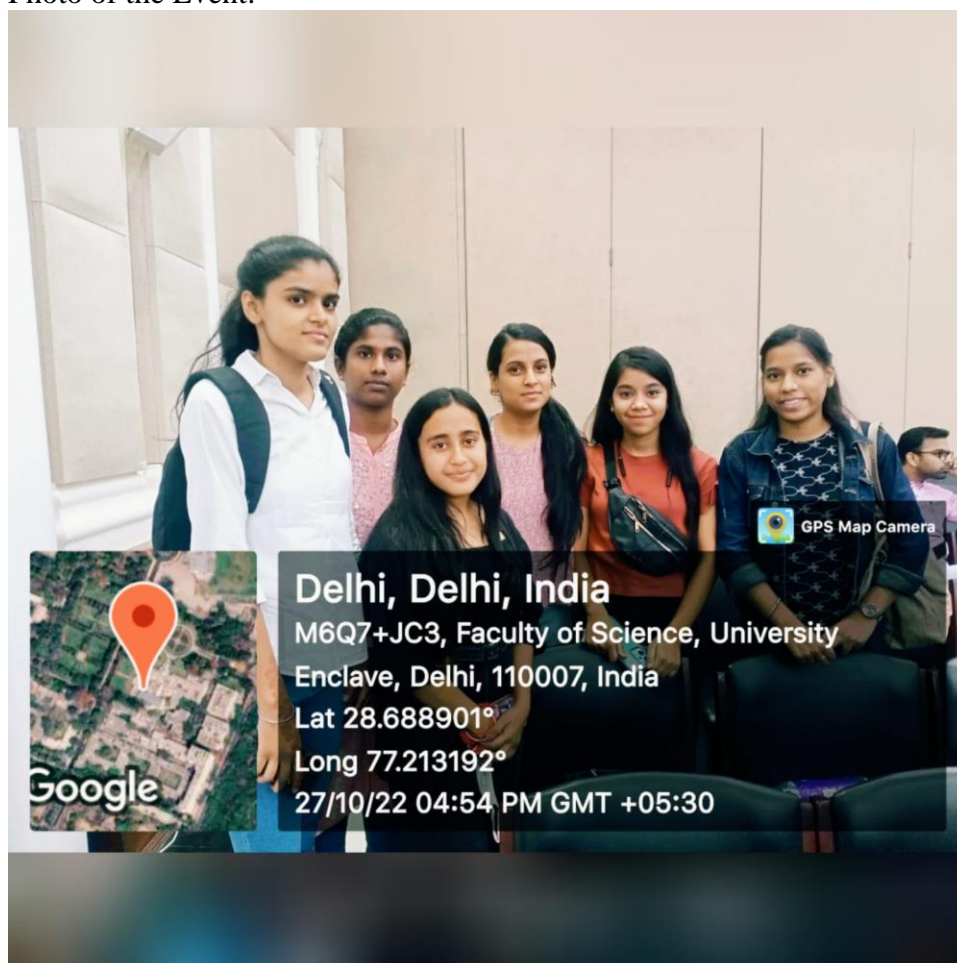 Photo of the Event:
GPS Map Camera
Delhi, Delhi, India
M6Q7+JC3, Faculty of Science, University
Enclave, Delhi, 110007, India
Lat 28.688901°
Long 77.213192°
27/10/22 04:54 PM GMT +05:30
Google